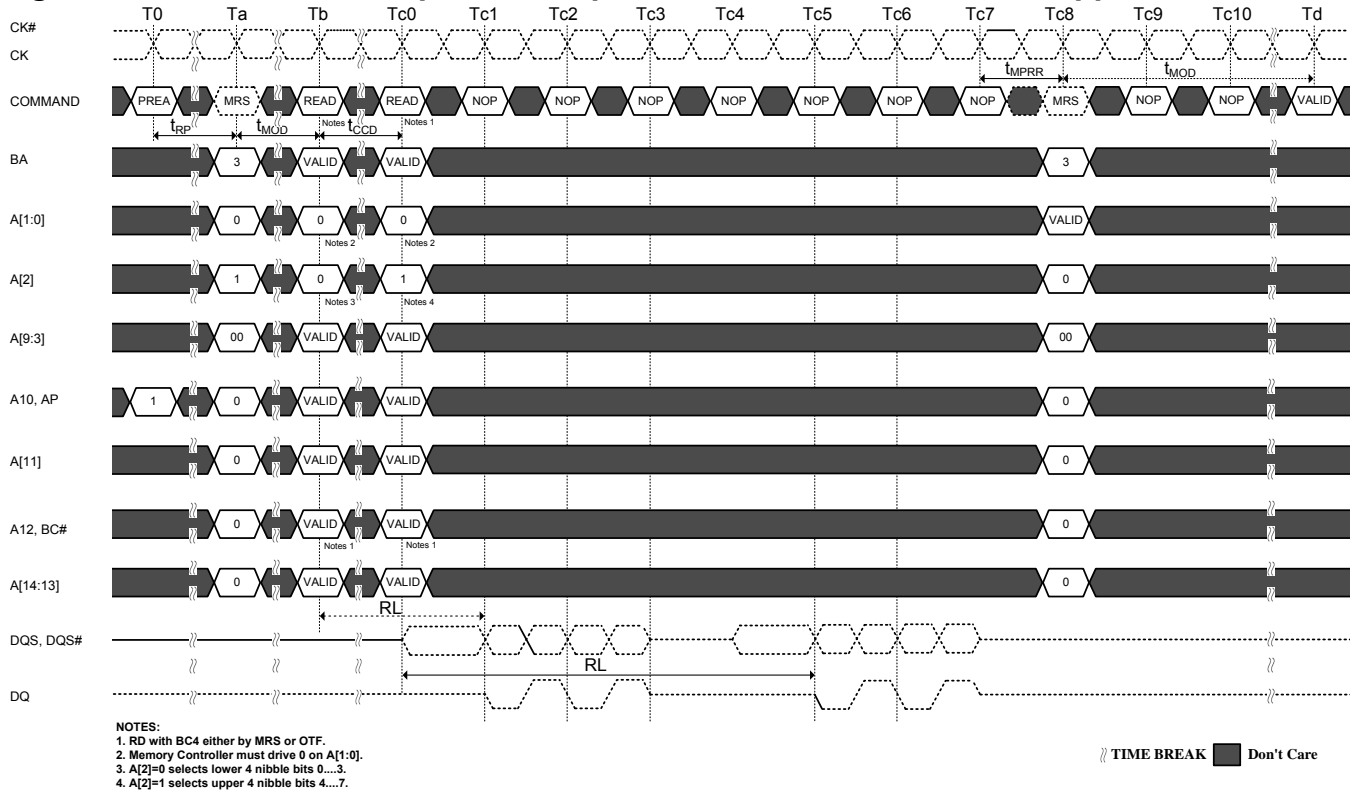 T0 Ta Tb Tc0 Tc1 Tc2 Tc3 Tc4 Tc5 Tc6 Tc7 Tc8 Tc9 Tc10 Td
CK#
CK
tMPRR tMOD
COMMAND PREA MRS READ READ NOP NOP NOP NOP NOP NOP NOP MRS NOP NOP VALID
Notes 1 Notes 1
tRP tMOD tCCD
BA 3 VALID VALID 3
A[1:0] 0 0 0 VALID
Notes 2 Notes 2
A[2] 1 0 1 0
Notes 3 Notes 4
A[9:3] 00 VALID VALID 00
A10, AP 1 0 VALID VALID 0
A[11] 0 VALID VALID 0
A12, BC# 0 VALID VALID 0
Notes 1 Notes 1
A[14:13] 0 VALID VALID 0
RL
DQS, DQS#
RL
DQ
NOTES:
1. RD with BC4 either by MRS or OTF.
2. Memory Controller must drive 0 on A[1:0].
3. A[2]=0 selects lower 4 nibble bits 0....3.
4. A[2]=1 selects upper 4 nibble bits 4....7.
TIME BREAK Don't Care